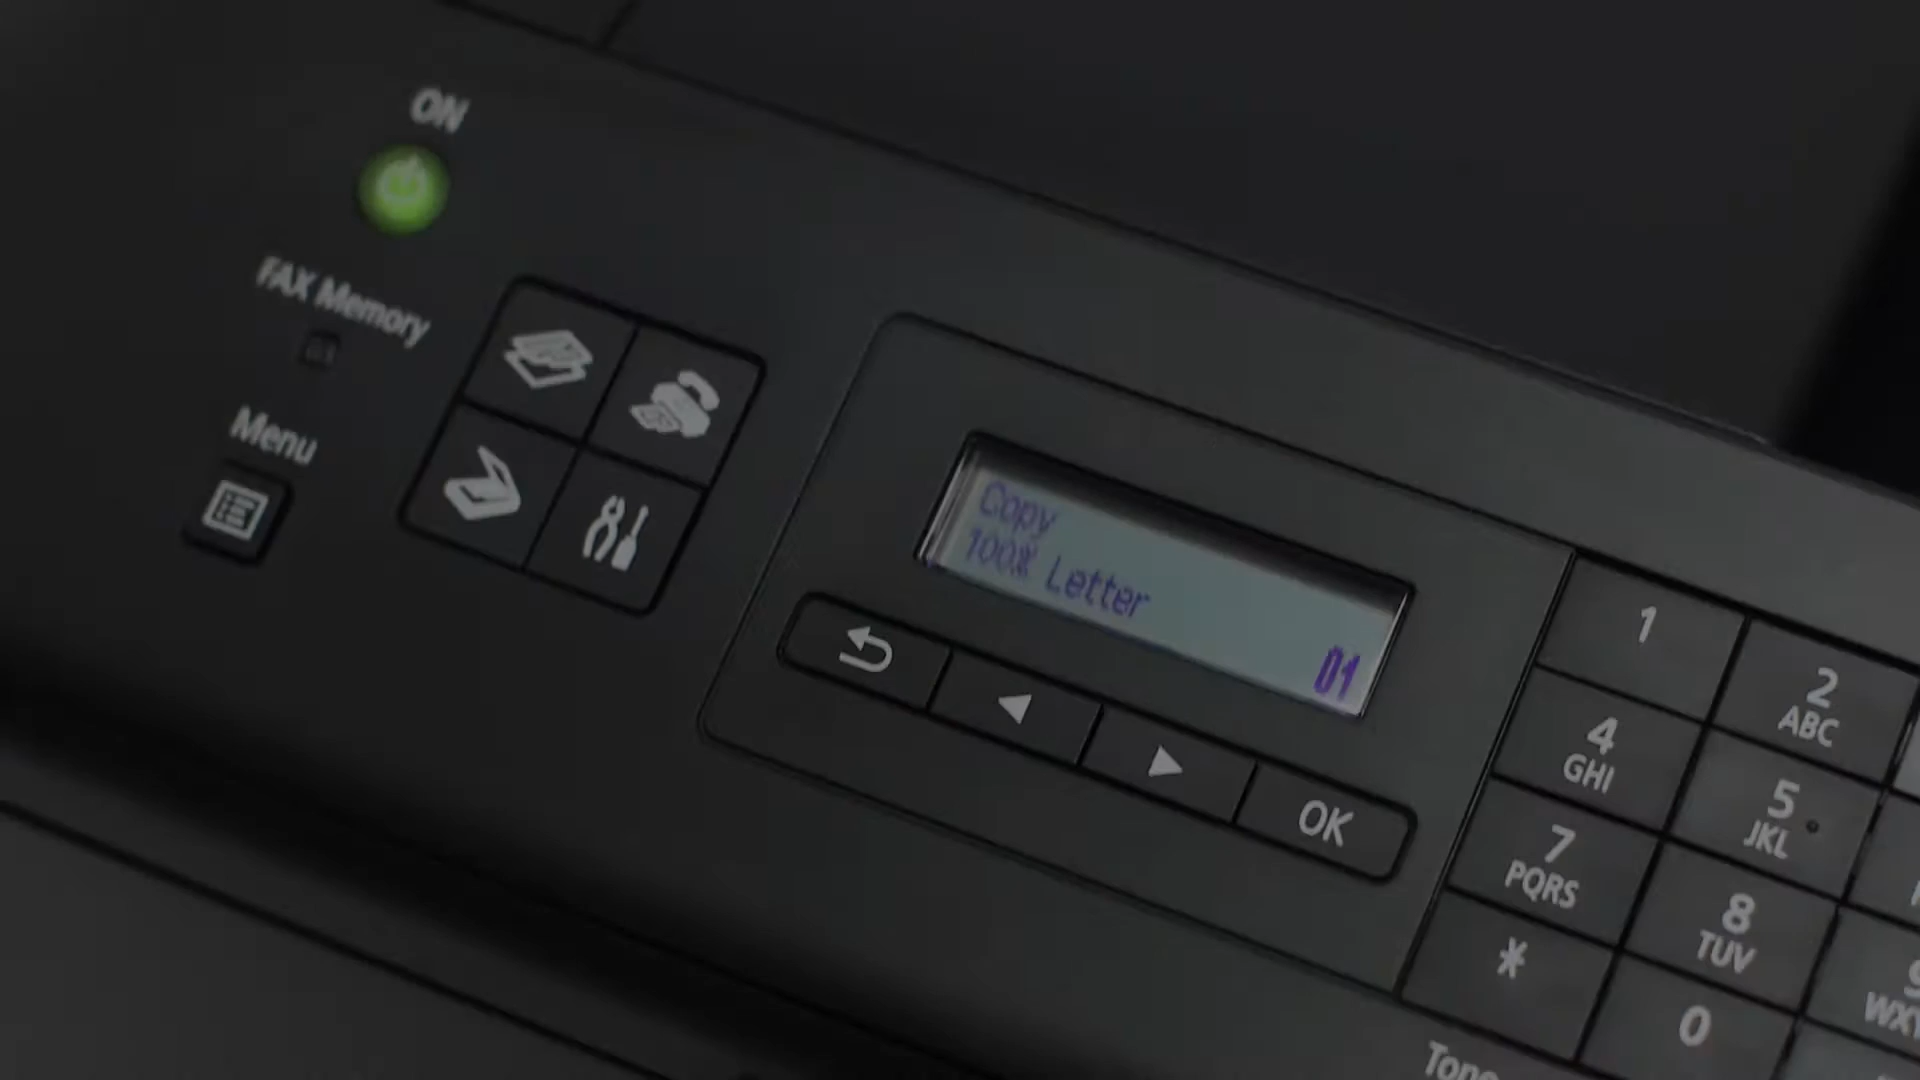 ON
FAX Memory
Menu
Copy
100% Letter
01
OK
1
2
ABC
4
GHI
5
JKL
7
PQRS
8
TUV
*
0